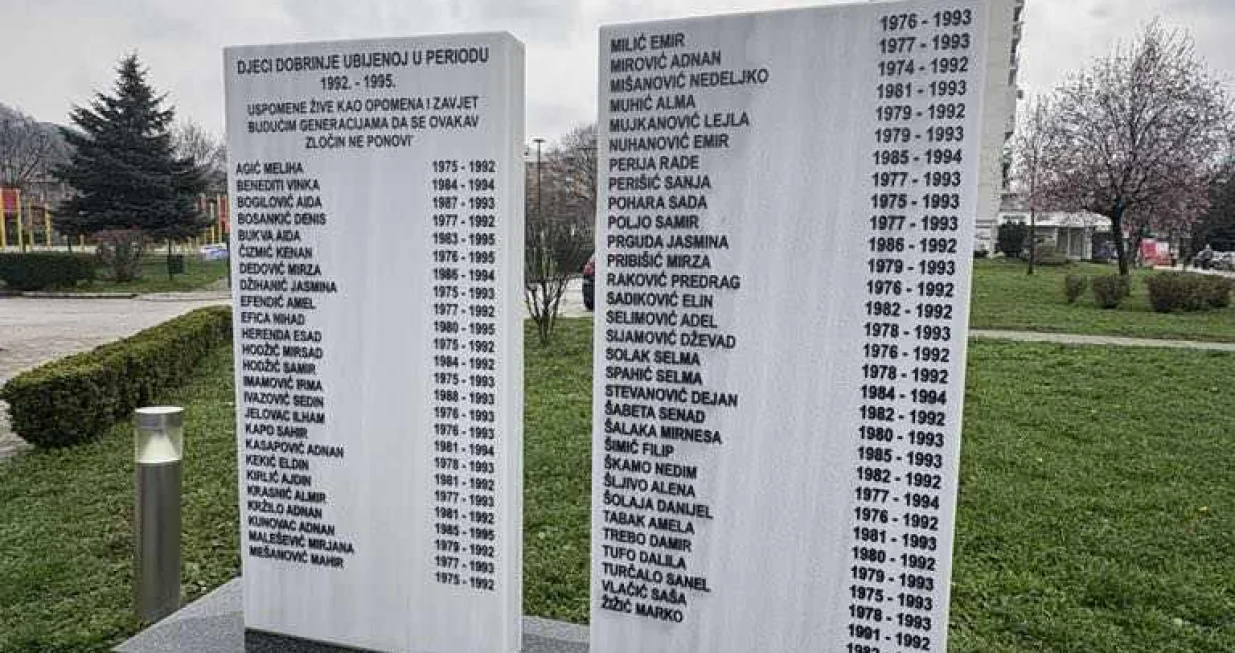 DJECI DOBRINJE UBIJENOJ U PERIODU
1992. - 1995.
USPOMENE ŽIVE KAO OPOMENA I ZAVJET
BUDUĆIM GENERACIJAMA DA SE OVAKAV
ZLOČIN NE PONOVI'
AGIĆ MELIHA 1975 - 1992
BENEDITI VINKA 1984 - 1994
BOGILOVIĆ AIDA 1987 - 1993
BOSANKIĆ DENIS 1977 - 1992
BUKVA AIDA 1983 - 1995
ČIZMIĆ KENAN 1976 - 1995
DEDOVIĆ MIRZA 1986 - 1994
DŽIHANIĆ JASMINA 1975 - 1993
EFENDIĆ AMEL 1977 - 1992
EFICA NIHAD 1980 - 1995
HERENDA ESAD 1975 - 1992
HODŽIĆ MIRSAD 1984 - 1992
HODŽIĆ SAMIR 1975 - 1993
IMAMOVIĆ IRMA 1988 - 1993
IVAZOVIĆ SEDIN 1976 - 1993
JELOVAC ILHAM 1976 - 1993
KAPO SAHIR 1981 - 1994
KASAPOVIĆ ADNAN 1978 - 1993
KEKIĆ ELDIN 1981 - 1992
KIRLIĆ AJDIN 1977 - 1993
KRASNIĆ ALMIR 1981 - 1992
KRŽILO ADNAN 1985 - 1995
KUNOVAC ADNAN 1979 - 1992
MALEŠEVIĆ MIRJANA 1977 - 1993
MEŠANOVIĆ MAHIR 1975 - 1992
MILIĆ EMIR 1976 - 1993
MIROVIĆ ADNAN 1977 - 1993
MIŠANOVIĆ NEDELJKO 1974 - 1992
MUHIĆ ALMA 1981 - 1993
MUJKANOVIĆ LEJLA 1979 - 1992
NUHANOVIĆ EMIR 1979 - 1993
PERIJA RADE 1985 - 1994
PERIŠIĆ SANJA 1977 - 1993
POHARA SADA 1975 - 1993
POLJO SAMIR 1977 - 1993
PRGUDA JASMINA 1986 - 1992
PRIBIŠIĆ MIRZA 1979 - 1993
RAKOVIĆ PREDRAG 1976 - 1992
SADIKOVIĆ ELIN 1982 - 1992
SELIMOVIĆ ADEL 1978 - 1993
SIJAMOVIĆ DŽEVAD 1976 - 1992
SOLAK SELMA 1978 - 1992
SPAHIĆ SELMA 1984 - 1994
STEVANOVIĆ DEJAN 1982 - 1992
ŠABETA SENAD 1980 - 1993
ŠALAKA MIRNESA 1985 - 1993
ŠIMIĆ FILIP 1982 - 1992
ŠKAMO NEDIM 1977 - 1994
ŠLJIVO ALENA 1976 - 1992
ŠOLAJA DANIJEL 1981 - 1993
TABAK AMELA 1980 - 1992
TREBO DAMIR 1979 - 1993
TUFO DALILA 1975 - 1993
TURČALO SANEL 1978 - 1993
VLAČIĆ SAŠA 1991 - 1992
ŽIŽIĆ MARKO